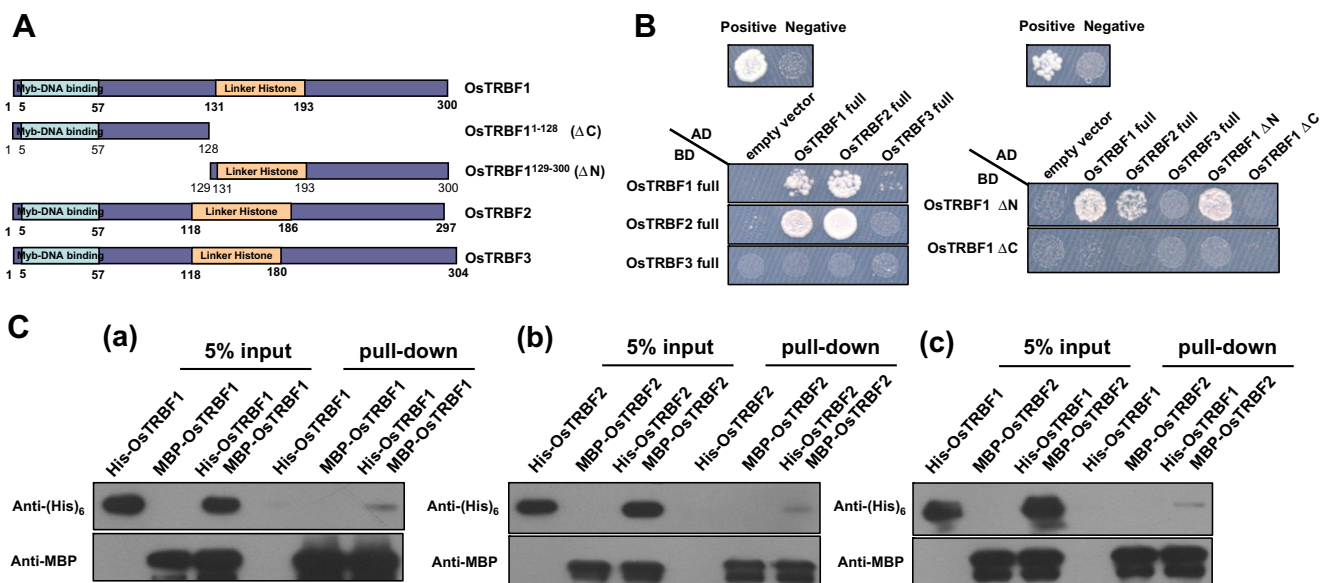 A
Myb-DNA binding
Linker Histone
OsTRBF1
1 5 57 131 193 300
Myb-DNA binding
OsTRBF1¹⁻¹²⁸ (ΔC)
1 5 57 128
Linker Histone
OsTRBF1¹²⁹⁻³⁰⁰ (ΔN)
129 131 193 300
Myb-DNA binding
Linker Histone
OsTRBF2
1 5 57 118 186 297
Myb-DNA binding
Linker Histone
OsTRBF3
1 5 57 118 180 304
B
Positive Negative
AD
BD
empty vector
OsTRBF1 full
OsTRBF2 full
OsTRBF3 full
OsTRBF1 full
OsTRBF2 full
OsTRBF3 full
Positive Negative
AD
BD
empty vector
OsTRBF1 full
OsTRBF2 full
OsTRBF3 full
OsTRBF1 ΔN
OsTRBF1 ΔC
OsTRBF1 ΔN
OsTRBF1 ΔC
C
(a)
5% input
pull-down
His-OsTRBF1
MBP-OsTRBF1
His-OsTRBF1
MBP-OsTRBF1
His-OsTRBF1
MBP-OsTRBF1
His-OsTRBF1
MBP-OsTRBF1
Anti-(His)₆
Anti-MBP
(b)
5% input
pull-down
His-OsTRBF2
MBP-OsTRBF2
His-OsTRBF2
MBP-OsTRBF2
His-OsTRBF2
MBP-OsTRBF2
His-OsTRBF2
MBP-OsTRBF2
Anti-(His)₆
Anti-MBP
(c)
5% input
pull-down
His-OsTRBF1
MBP-OsTRBF2
His-OsTRBF1
MBP-OsTRBF2
His-OsTRBF1
MBP-OsTRBF2
His-OsTRBF1
MBP-OsTRBF2
Anti-(His)₆
Anti-MBP